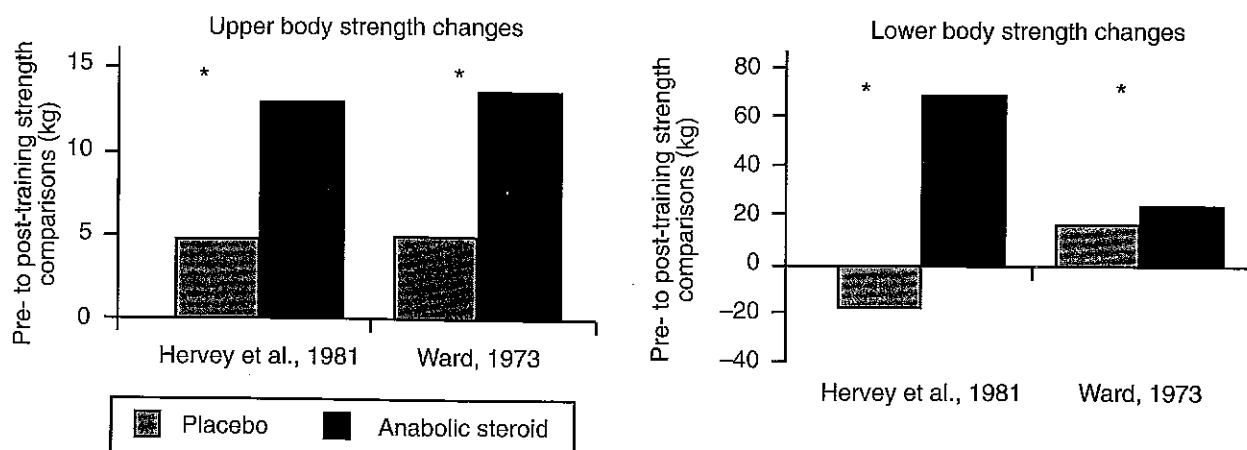 Upper body strength changes
Pre- to post-training strength
comparisons (kg)
15
10
5
0
*
*
Hervey et al., 1981
Ward, 1973
Placebo
Anabolic steroid
Lower body strength changes
Pre- to post-training strength
comparisons (kg)
80
60
40
20
0
–20
–40
*
*
Hervey et al., 1981
Ward, 1973